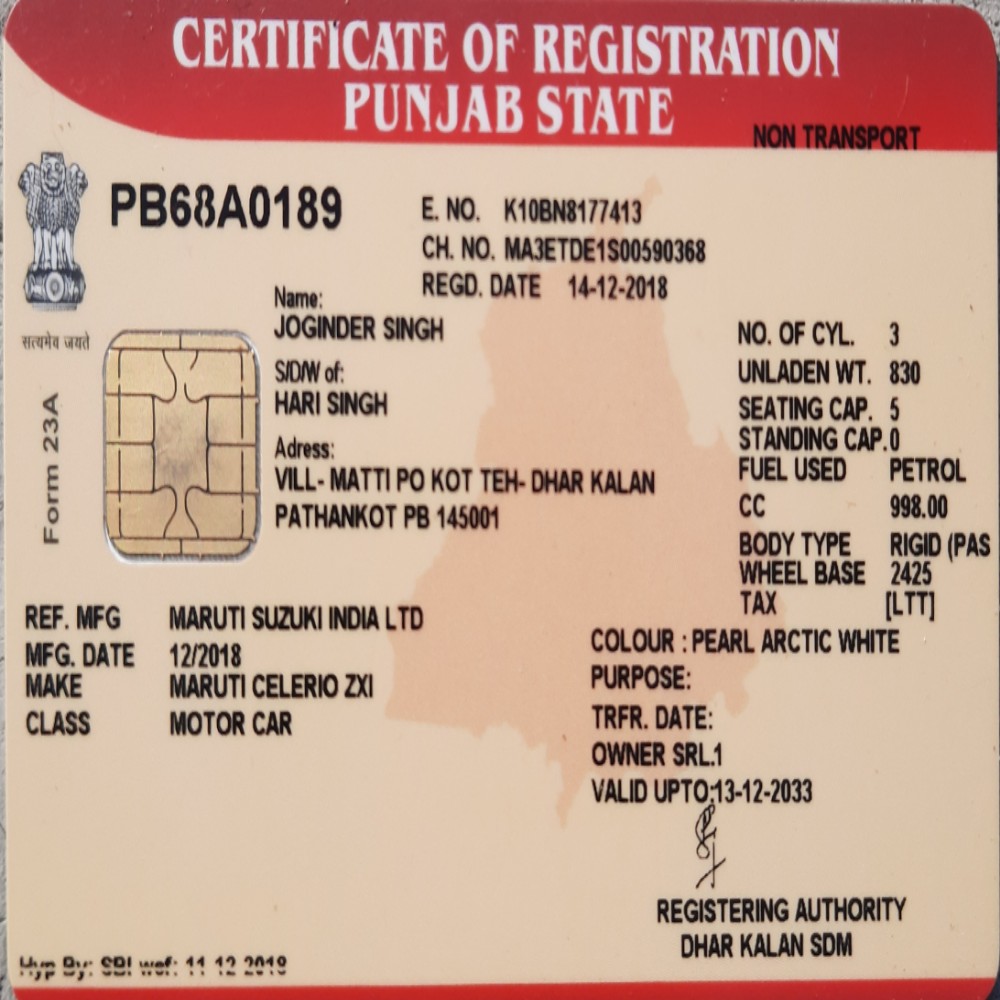 CERTIFICATE OF REGISTRATION
PUNJAB STATE
NON TRANSPORT
PB68A0189
E. NO. K10BN8177413
CH. NO. MA3ETDE1S00590368
REGD. DATE 14-12-2018
सत्यमेव जयते
Form 23A
Name:
JOGINDER SINGH
S/D/W of:
HARI SINGH
Adress:
VILL- MATTI PO KOT TEH- DHAR KALAN
PATHANKOT PB 145001
NO. OF CYL. 3
UNLADEN WT. 830
SEATING CAP. 5
STANDING CAP.0
FUEL USED PETROL
CC 998.00
BODY TYPE RIGID (PAS
WHEEL BASE 2425
TAX [LTT]
REF. MFG MARUTI SUZUKI INDIA LTD
MFG. DATE 12/2018
MAKE MARUTI CELERIO ZXI
CLASS MOTOR CAR
COLOUR : PEARL ARCTIC WHITE
PURPOSE:
TRFR. DATE:
OWNER SRL.1
VALID UPTO:13-12-2033
REGISTERING AUTHORITY
DHAR KALAN SDM
Hyp By: SBI wef: 11-12-2018